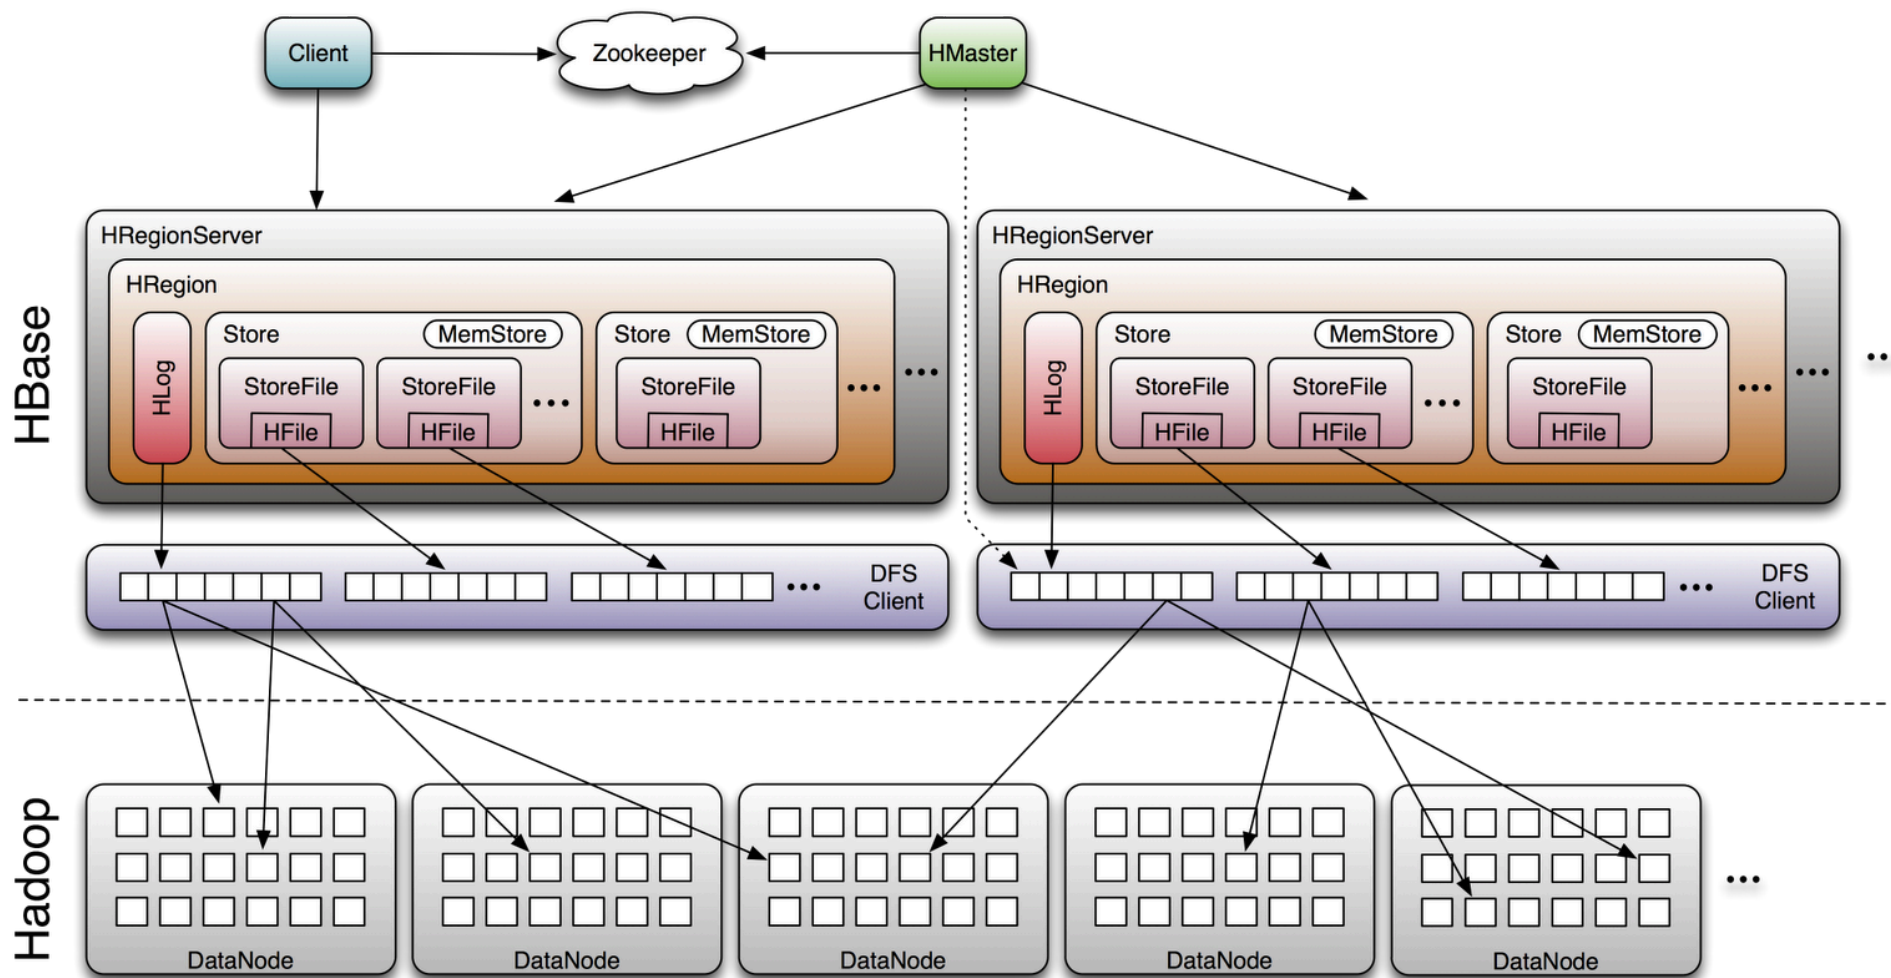 Client
Zookeeper
HMaster
HBase
HRegionServer
HRegion
HLog
Store
MemStore
StoreFile
HFile
StoreFile
HFile
...
Store
MemStore
StoreFile
HFile
...
...
HRegionServer
HRegion
HLog
Store
MemStore
StoreFile
HFile
StoreFile
HFile
...
Store
MemStore
StoreFile
HFile
...
...
...
...
DFS
Client
...
DFS
Client
Hadoop
DataNode
DataNode
DataNode
DataNode
DataNode
...